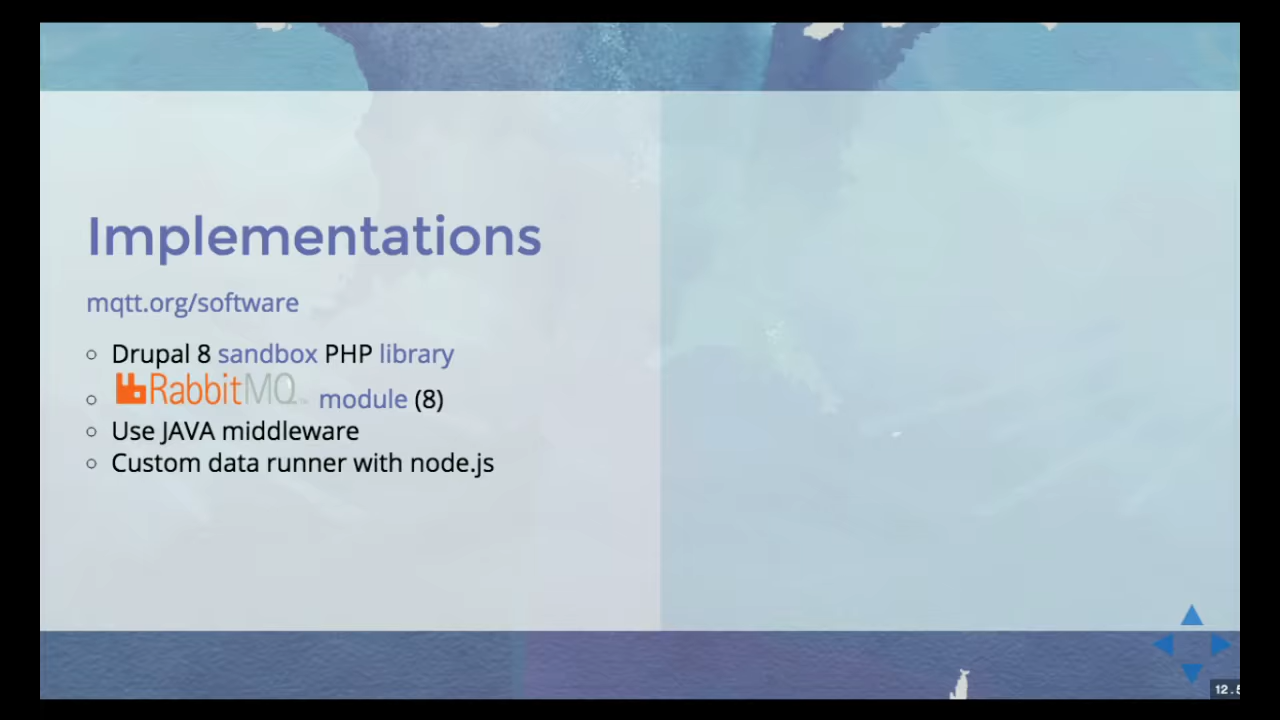 Implementations
mqtt.org/software
Drupal 8 sandbox PHP library
RabbitMQ module (8)
Use JAVA middleware
Custom data runner with node.js